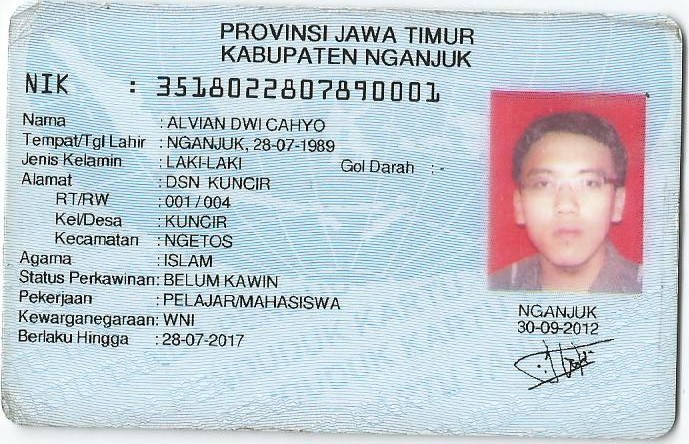 PROVINSI JAWA TIMUR
KABUPATEN NGANJUK
NIK : 3518022807890001
Nama : ALVIAN DWI CAHYO
Tempat/Tgl Lahir : NGANJUK, 28-07-1989
Jenis Kelamin : LAKI-LAKI Gol Darah : -
Alamat : DSN KUNCIR
RT/RW : 001 / 004
Kel/Desa : KUNCIR
Kecamatan : NGETOS
Agama : ISLAM
Status Perkawinan: BELUM KAWIN
Pekerjaan : PELAJAR/MAHASISWA
Kewarganegaraan: WNI
Berlaku Hingga : 28-07-2017
NGANJUK
30-09-2012